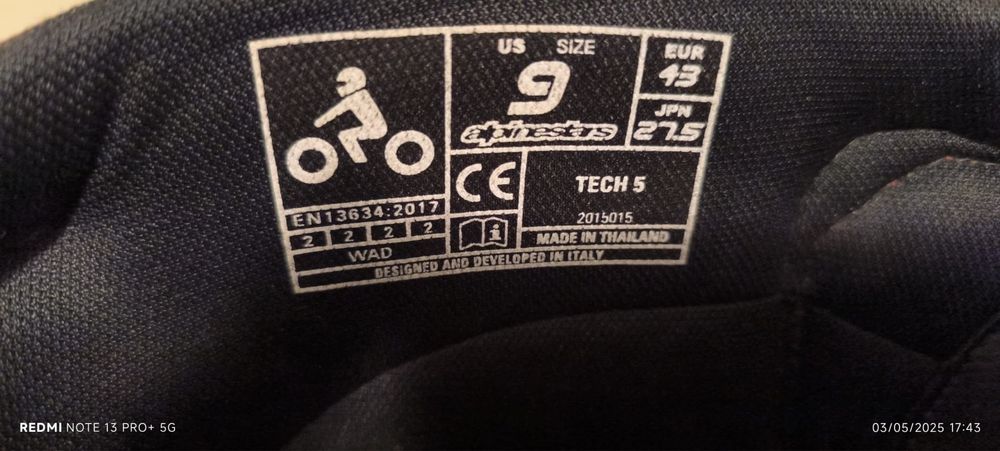 US SIZE
9
alpinestars
EUR
43
JPN
27.5
CE
TECH 5
2015015
MADE IN THAILAND
EN13634:2017
2 2 2 2
WAD
i
DESIGNED AND DEVELOPED IN ITALY
REDMI NOTE 13 PRO+ 5G
03/05/2025 17:43